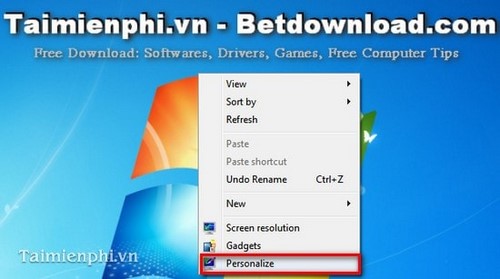 Taimienphi.vn - Betdownload.com
Free Download: Softwares, Drivers, Games, Free Computer Tips
View
Sort by
Refresh
Paste
Paste shortcut
Undo Rename Ctrl+Z
New
Screen resolution
Gadgets
Personalize
Taimienphi.vn